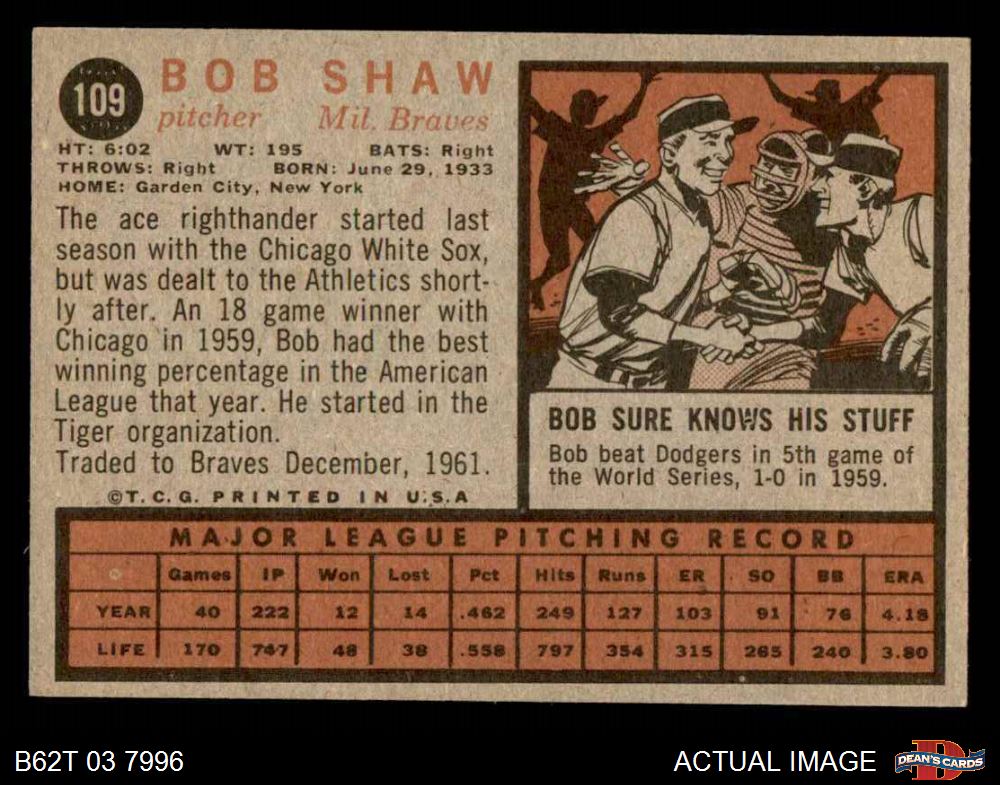 109
BOB SHAW
pitcher Mil. Braves
HT: 6:02 WT: 195 BATS: Right
THROWS: Right BORN: June 29, 1933
HOME: Garden City, New York
The ace righthander started last
season with the Chicago White Sox,
but was dealt to the Athletics short-
ly after. An 18 game winner with
Chicago in 1959, Bob had the best
winning percentage in the American
League that year. He started in the
Tiger organization.
Traded to Braves December, 1961.
©T.C.G. PRINTED IN U.S.A
BOB SURE KNOWS HIS STUFF
Bob beat Dodgers in 5th game of
the World Series, 1-0 in 1959.
MAJOR LEAGUE PITCHING RECORD
Games IP Won Lost Pct Hits Runs ER SO BB ERA
YEAR 40 222 12 14 .462 249 127 103 91 76 4.18
LIFE 170 747 48 38 .558 797 354 315 265 240 3.80
B62T 03 7996
ACTUAL IMAGE
DEAN'S CARDS